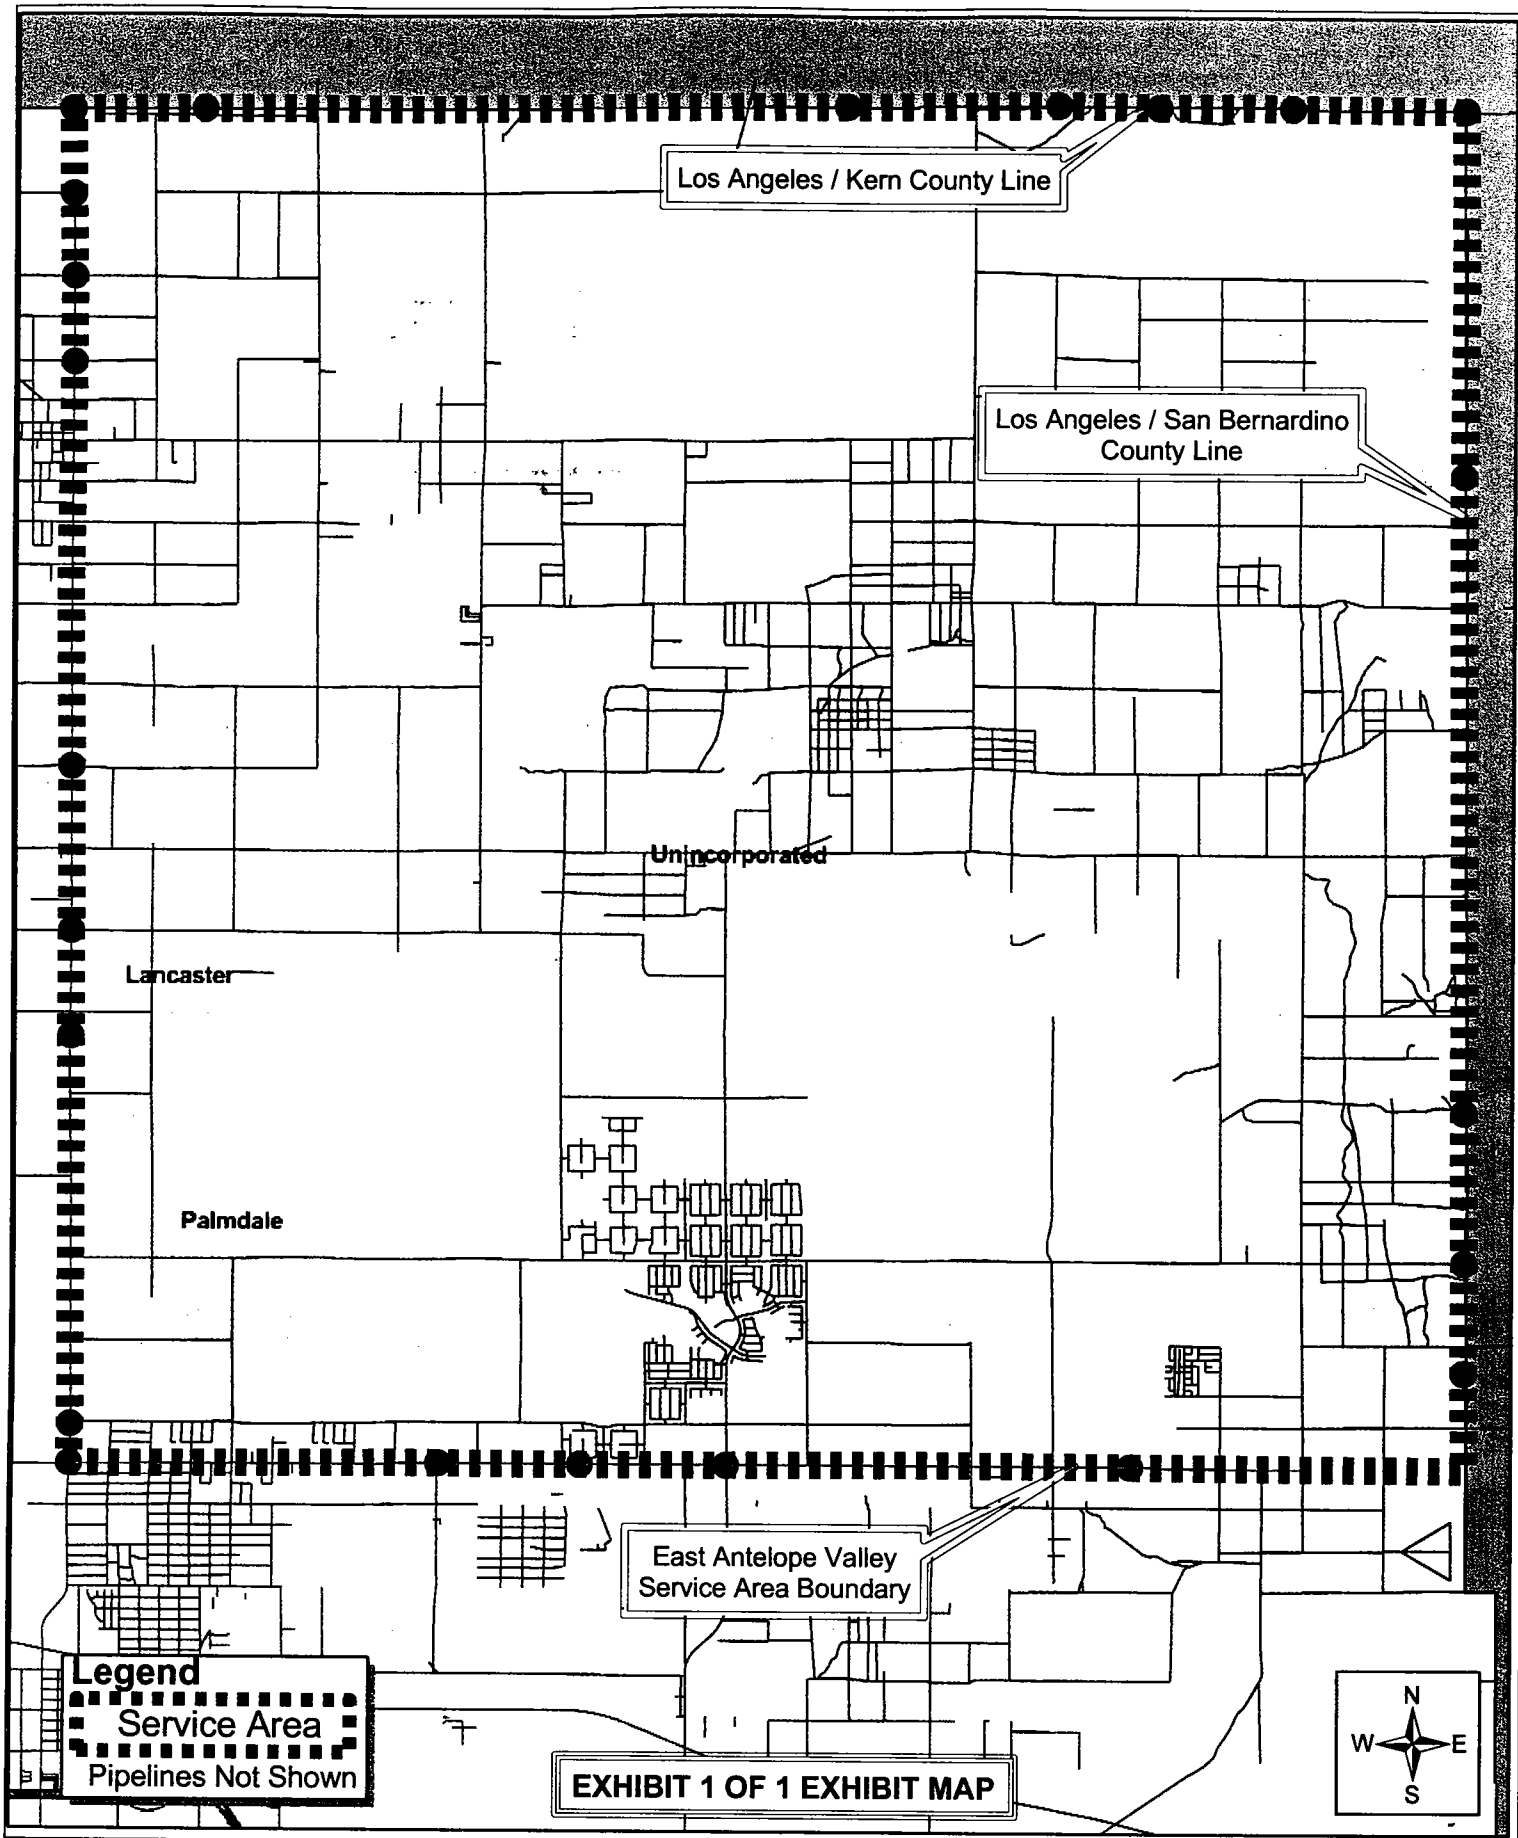 Los Angeles / Kern County Line
Los Angeles / San Bernardino
County Line
Unincorporated
Lancaster
Palmdale
East Antelope Valley
Service Area Boundary
Legend
Service Area
Pipelines Not Shown
EXHIBIT 1 OF 1 EXHIBIT MAP
N
W E
S